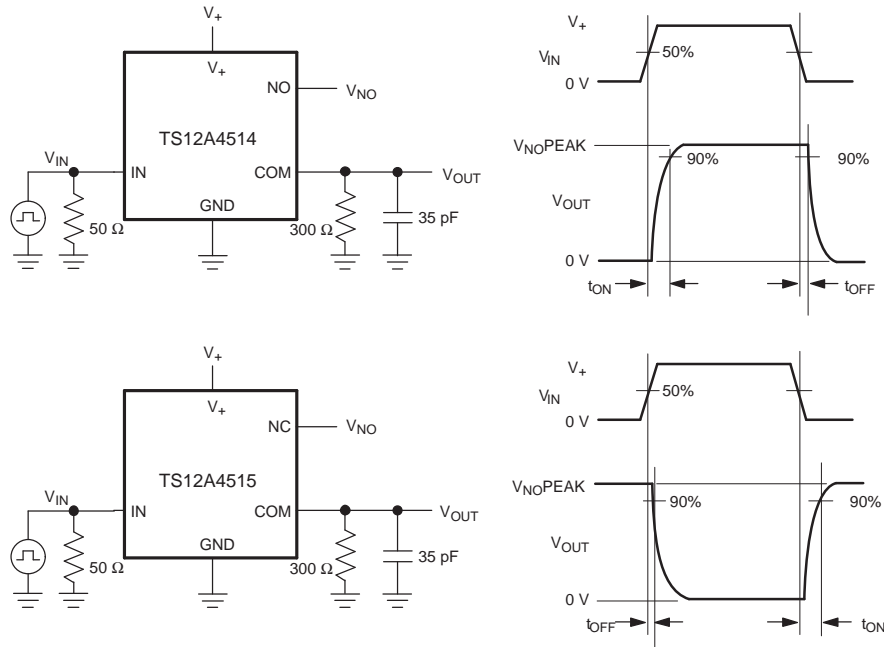 V+
V+
NO
VNO
TS12A4514
VIN
IN
COM
VOUT
GND
50 Ω
300 Ω
35 pF
V+
VIN
50%
0 V
VNOPEAK
90%
90%
VOUT
0 V
tON
tOFF
V+
V+
NC
VNO
TS12A4515
VIN
IN
COM
VOUT
GND
50 Ω
300 Ω
35 pF
V+
VIN
50%
0 V
VNOPEAK
90%
90%
VOUT
0 V
tOFF
tON